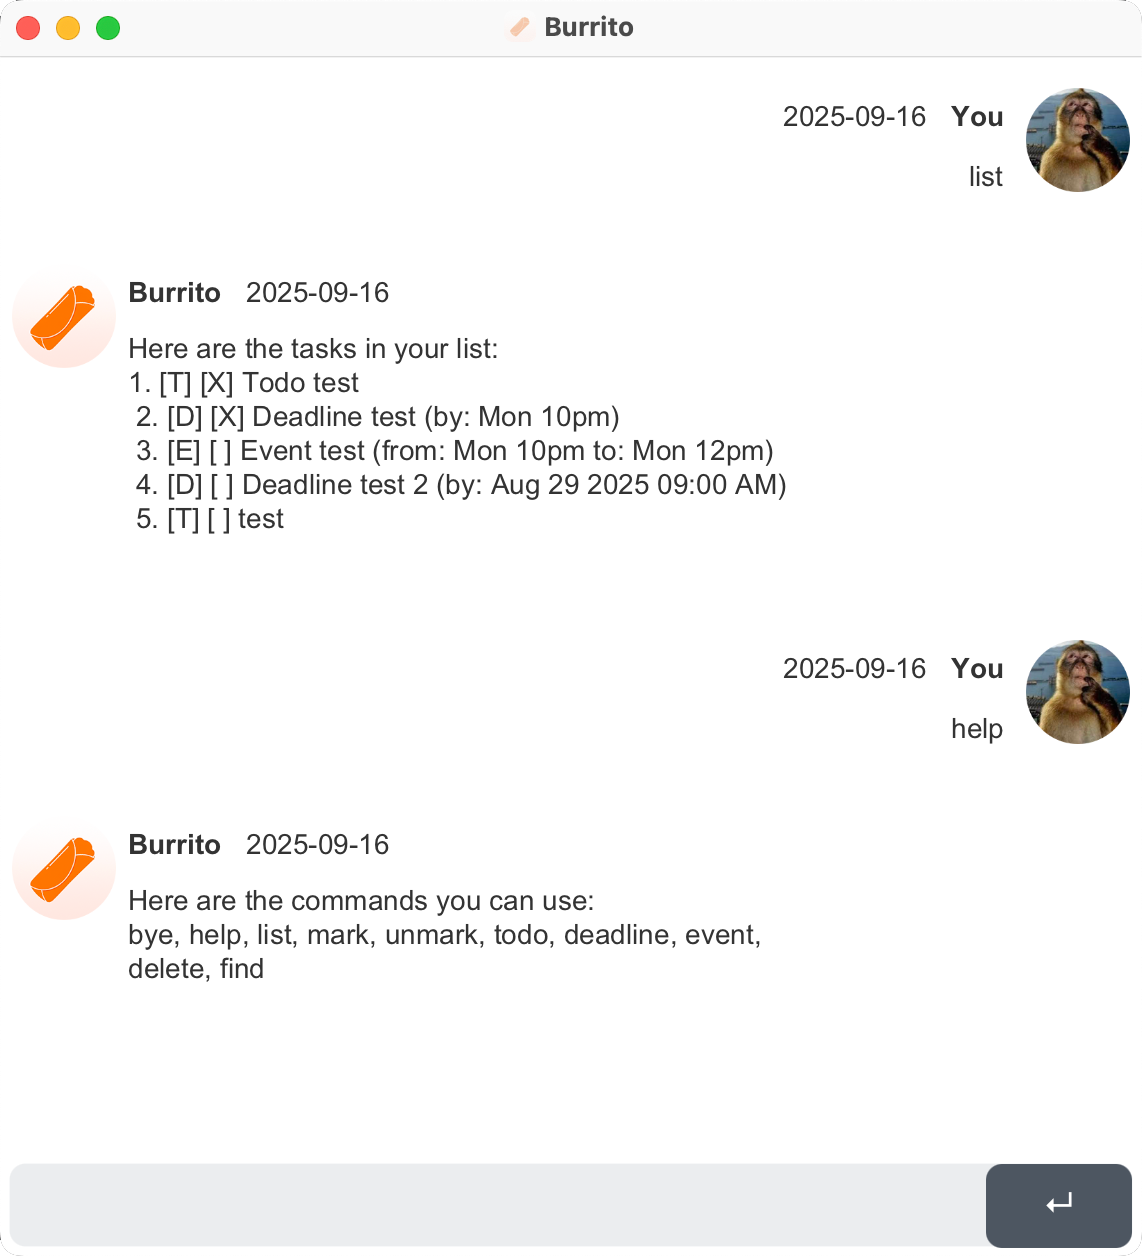 Burrito
2025-09-16 You
list
Burrito 2025-09-16
Here are the tasks in your list:
1. [T] [X] Todo test
2. [D] [X] Deadline test (by: Mon 10pm)
3. [E] [ ] Event test (from: Mon 10pm to: Mon 12pm)
4. [D] [ ] Deadline test 2 (by: Aug 29 2025 09:00 AM)
5. [T] [ ] test
2025-09-16 You
help
Burrito 2025-09-16
Here are the commands you can use:
bye, help, list, mark, unmark, todo, deadline, event,
delete, find